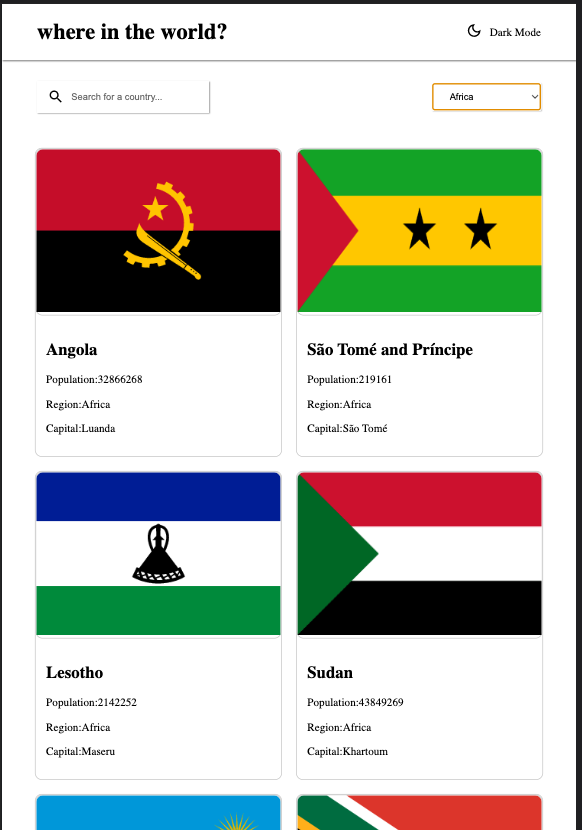 where in the world?
Dark Mode
Search for a country...
Africa
Angola
Population:32866268
Region:Africa
Capital:Luanda
São Tomé and Príncipe
Population:219161
Region:Africa
Capital:São Tomé
Lesotho
Population:2142252
Region:Africa
Capital:Maseru
Sudan
Population:43849269
Region:Africa
Capital:Khartoum